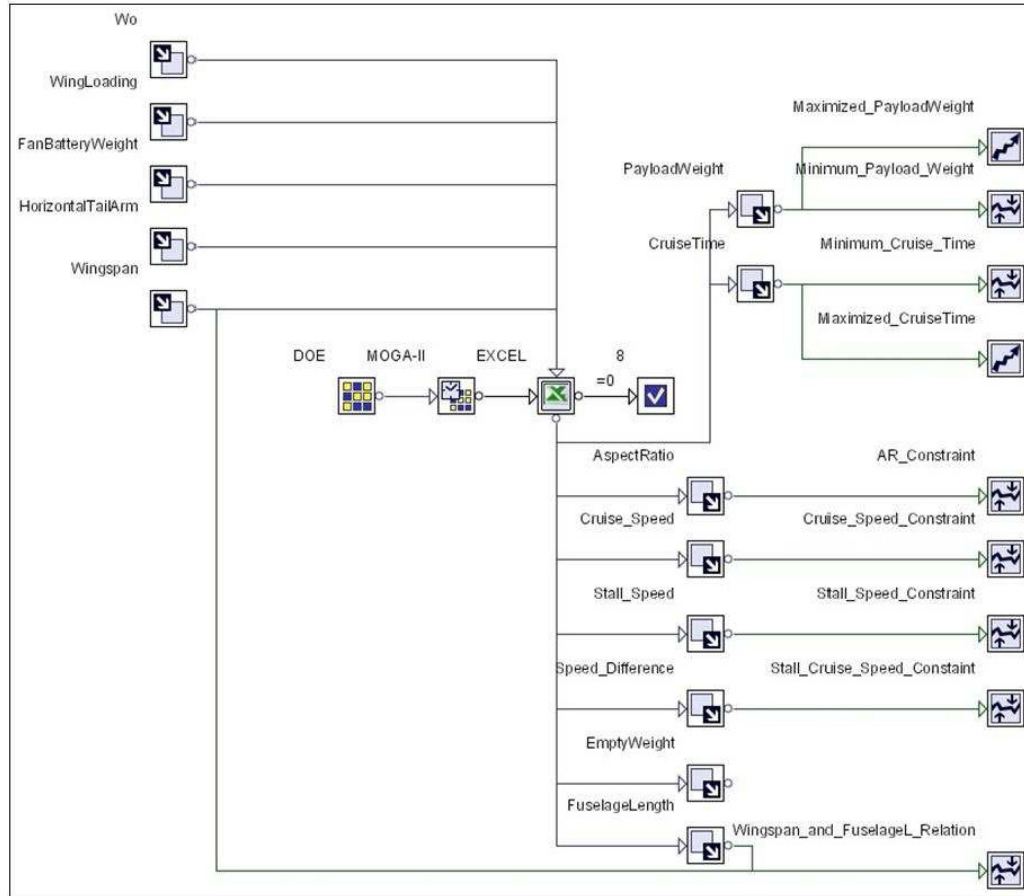 Wo
WingLoading
FanBatteryWeight
HorizontalTailArm
Wingspan
Maximized_PayloadWeight
PayloadWeight
Minimum_Payload_Weight
CruiseTime
Minimum_Cruise_Time
Maximized_CruiseTime
DOE
MOGA-II
EXCEL
8
=0
AspectRatio
AR_Constraint
Cruise_Speed
Cruise_Speed_Constraint
Stall_Speed
Stall_Speed_Constraint
Speed_Difference
Stall_Cruise_Speed_Constaint
EmptyWeight
FuselageLength
Wingspan_and_FuselageL_Relation